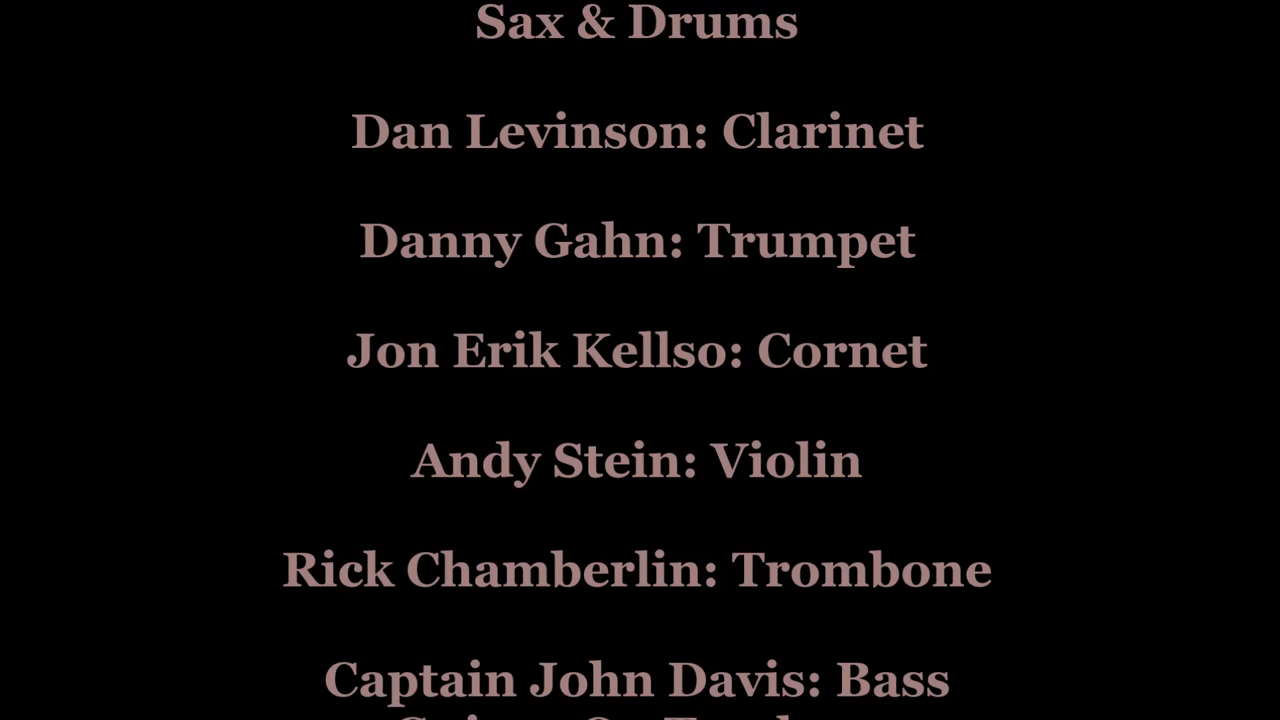 Sax & Drums
Dan Levinson: Clarinet
Danny Gahn: Trumpet
Jon Erik Kellso: Cornet
Andy Stein: Violin
Rick Chamberlin: Trombone
Captain John Davis: Bass